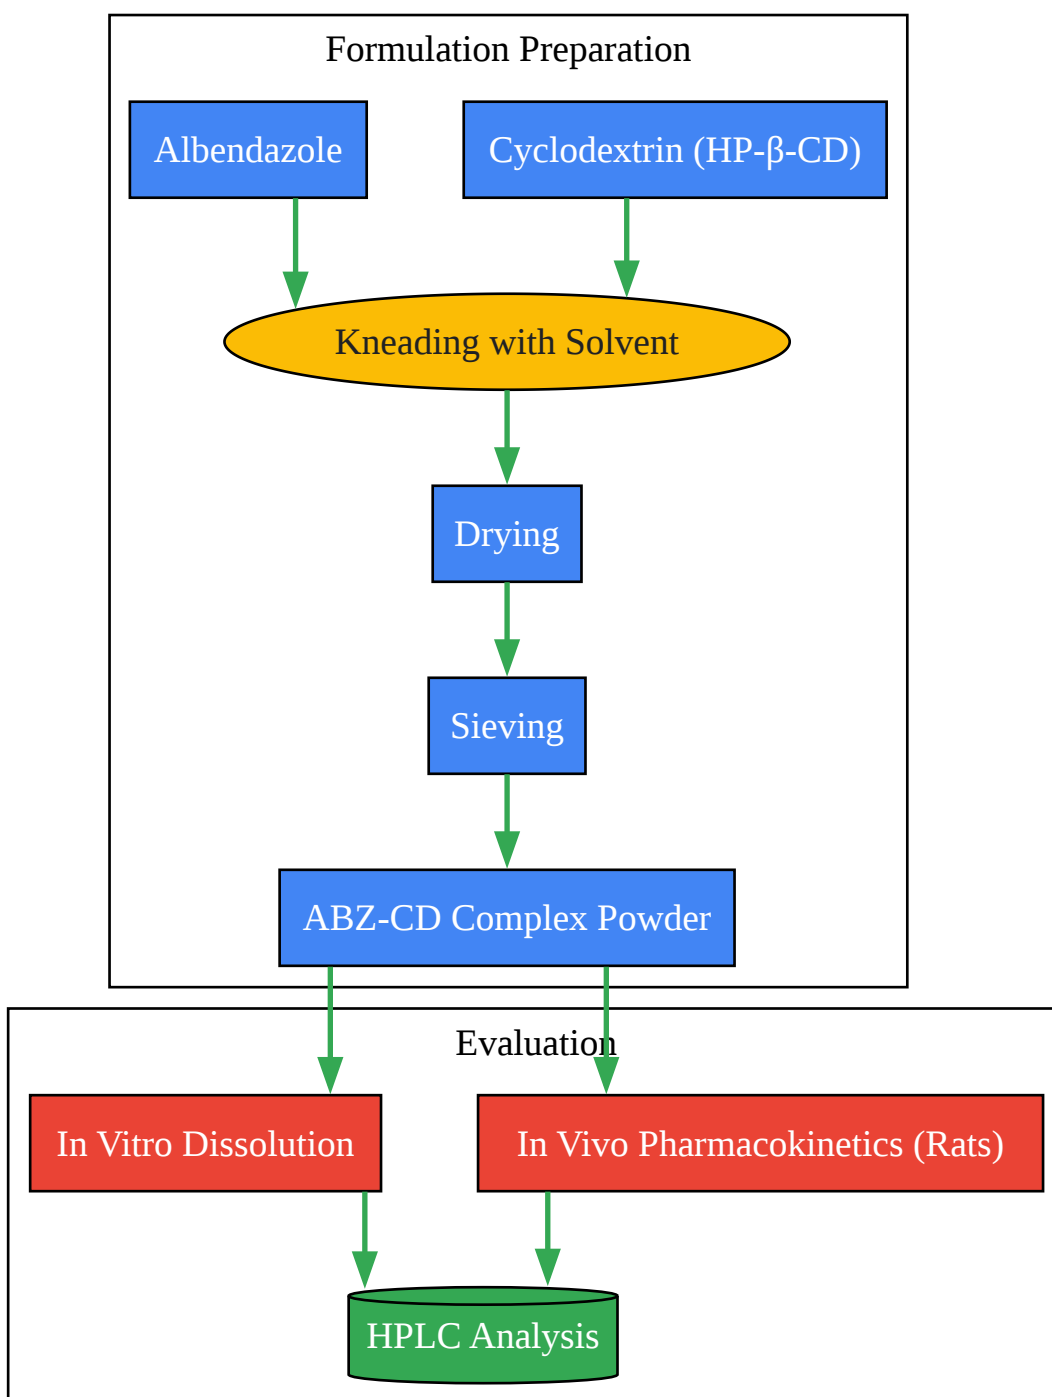 Formulation Preparation
Albendazole
Cyclodextrin (HP-β-CD)
Kneading with Solvent
Drying
Sieving
ABZ-CD Complex Powder
Evaluation
In Vitro Dissolution
In Vivo Pharmacokinetics (Rats)
HPLC Analysis